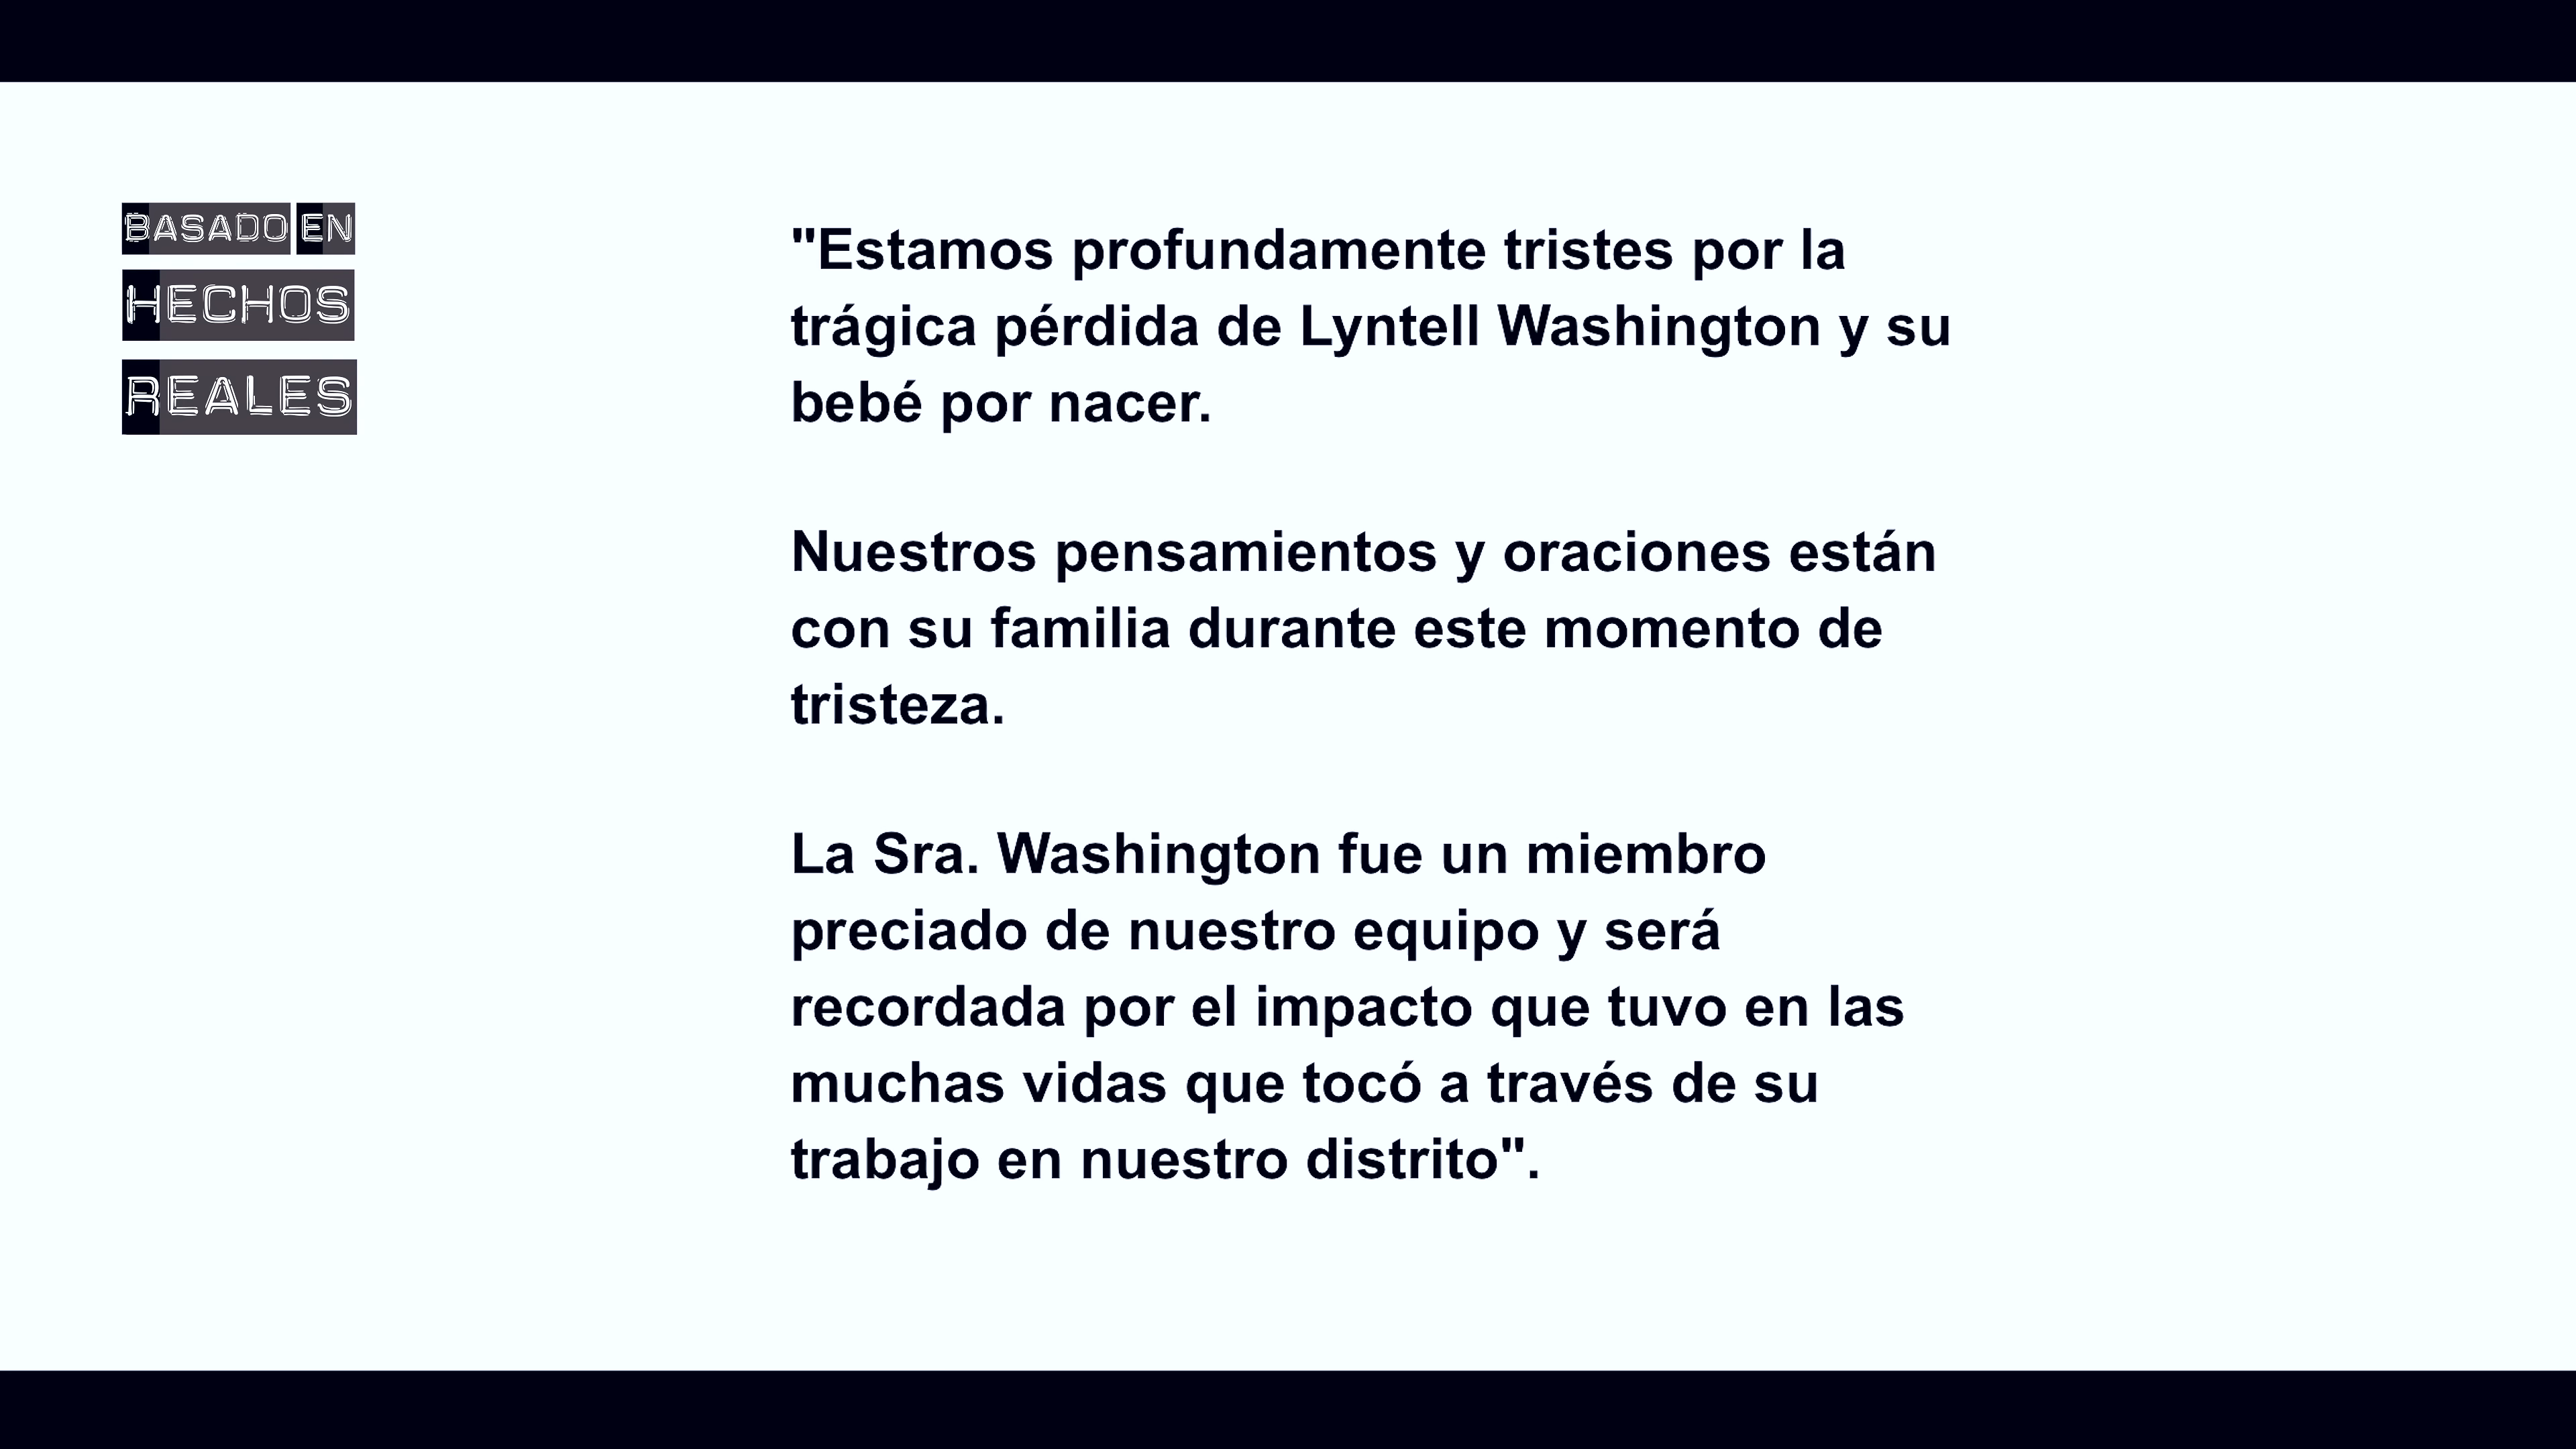 BASADO EN
HECHOS
REALES
"Estamos profundamente tristes por la
trágica pérdida de Lyntell Washington y su
bebé por nacer.
Nuestros pensamientos y oraciones están
con su familia durante este momento de
tristeza.
La Sra. Washington fue un miembro
preciado de nuestro equipo y será
recordada por el impacto que tuvo en las
muchas vidas que tocó a través de su
trabajo en nuestro distrito".